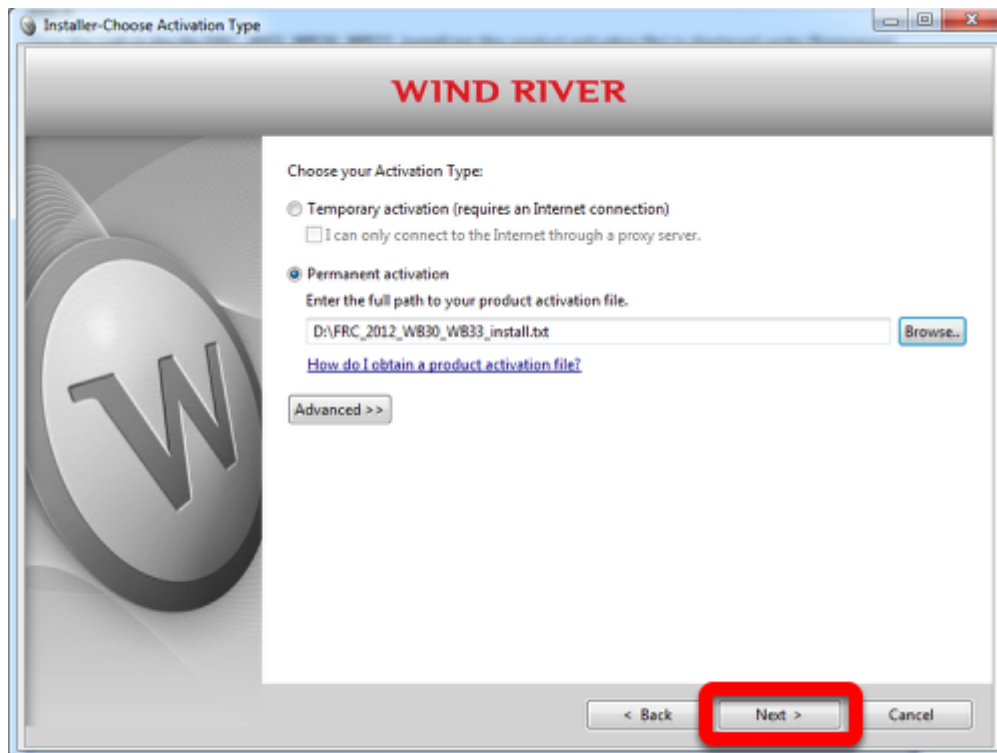 Installer-Choose Activation Type
WIND RIVER
Choose your Activation Type:
Temporary activation (requires an Internet connection)
I can only connect to the Internet through a proxy server.
Permanent activation
Enter the full path to your product activation file.
D:\FRC_2012_WB30_WB33_install.txt
Browse..
How do I obtain a product activation file?
Advanced >>
W
< Back
Next >
Cancel